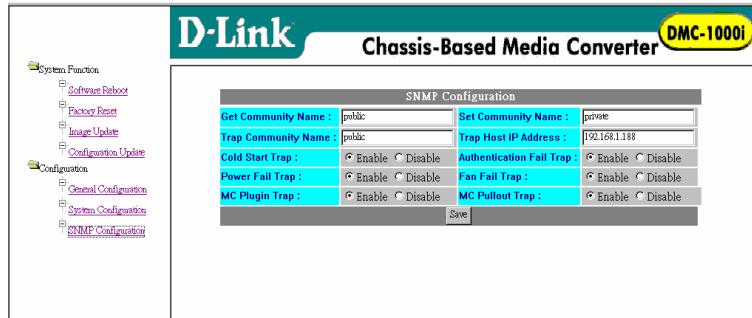 D-Link
Chassis-Based Media Converter
DMC-1000i
System Function
Software Reboot
Factory Reset
Image Update
Configuration Update
Configuration
General Configuration
System Configuration
SNMP Configuration
SNMP Configuration
Get Community Name : public Set Community Name : private
Trap Community Name : public Trap Host IP Address : 192.168.1.188
Cold Start Trap : Enable Disable Authentication Fail Trap : Enable Disable
Power Fail Trap : Enable Disable Fan Fail Trap : Enable Disable
MC Plugin Trap : Enable Disable MC Pullout Trap : Enable Disable
Save